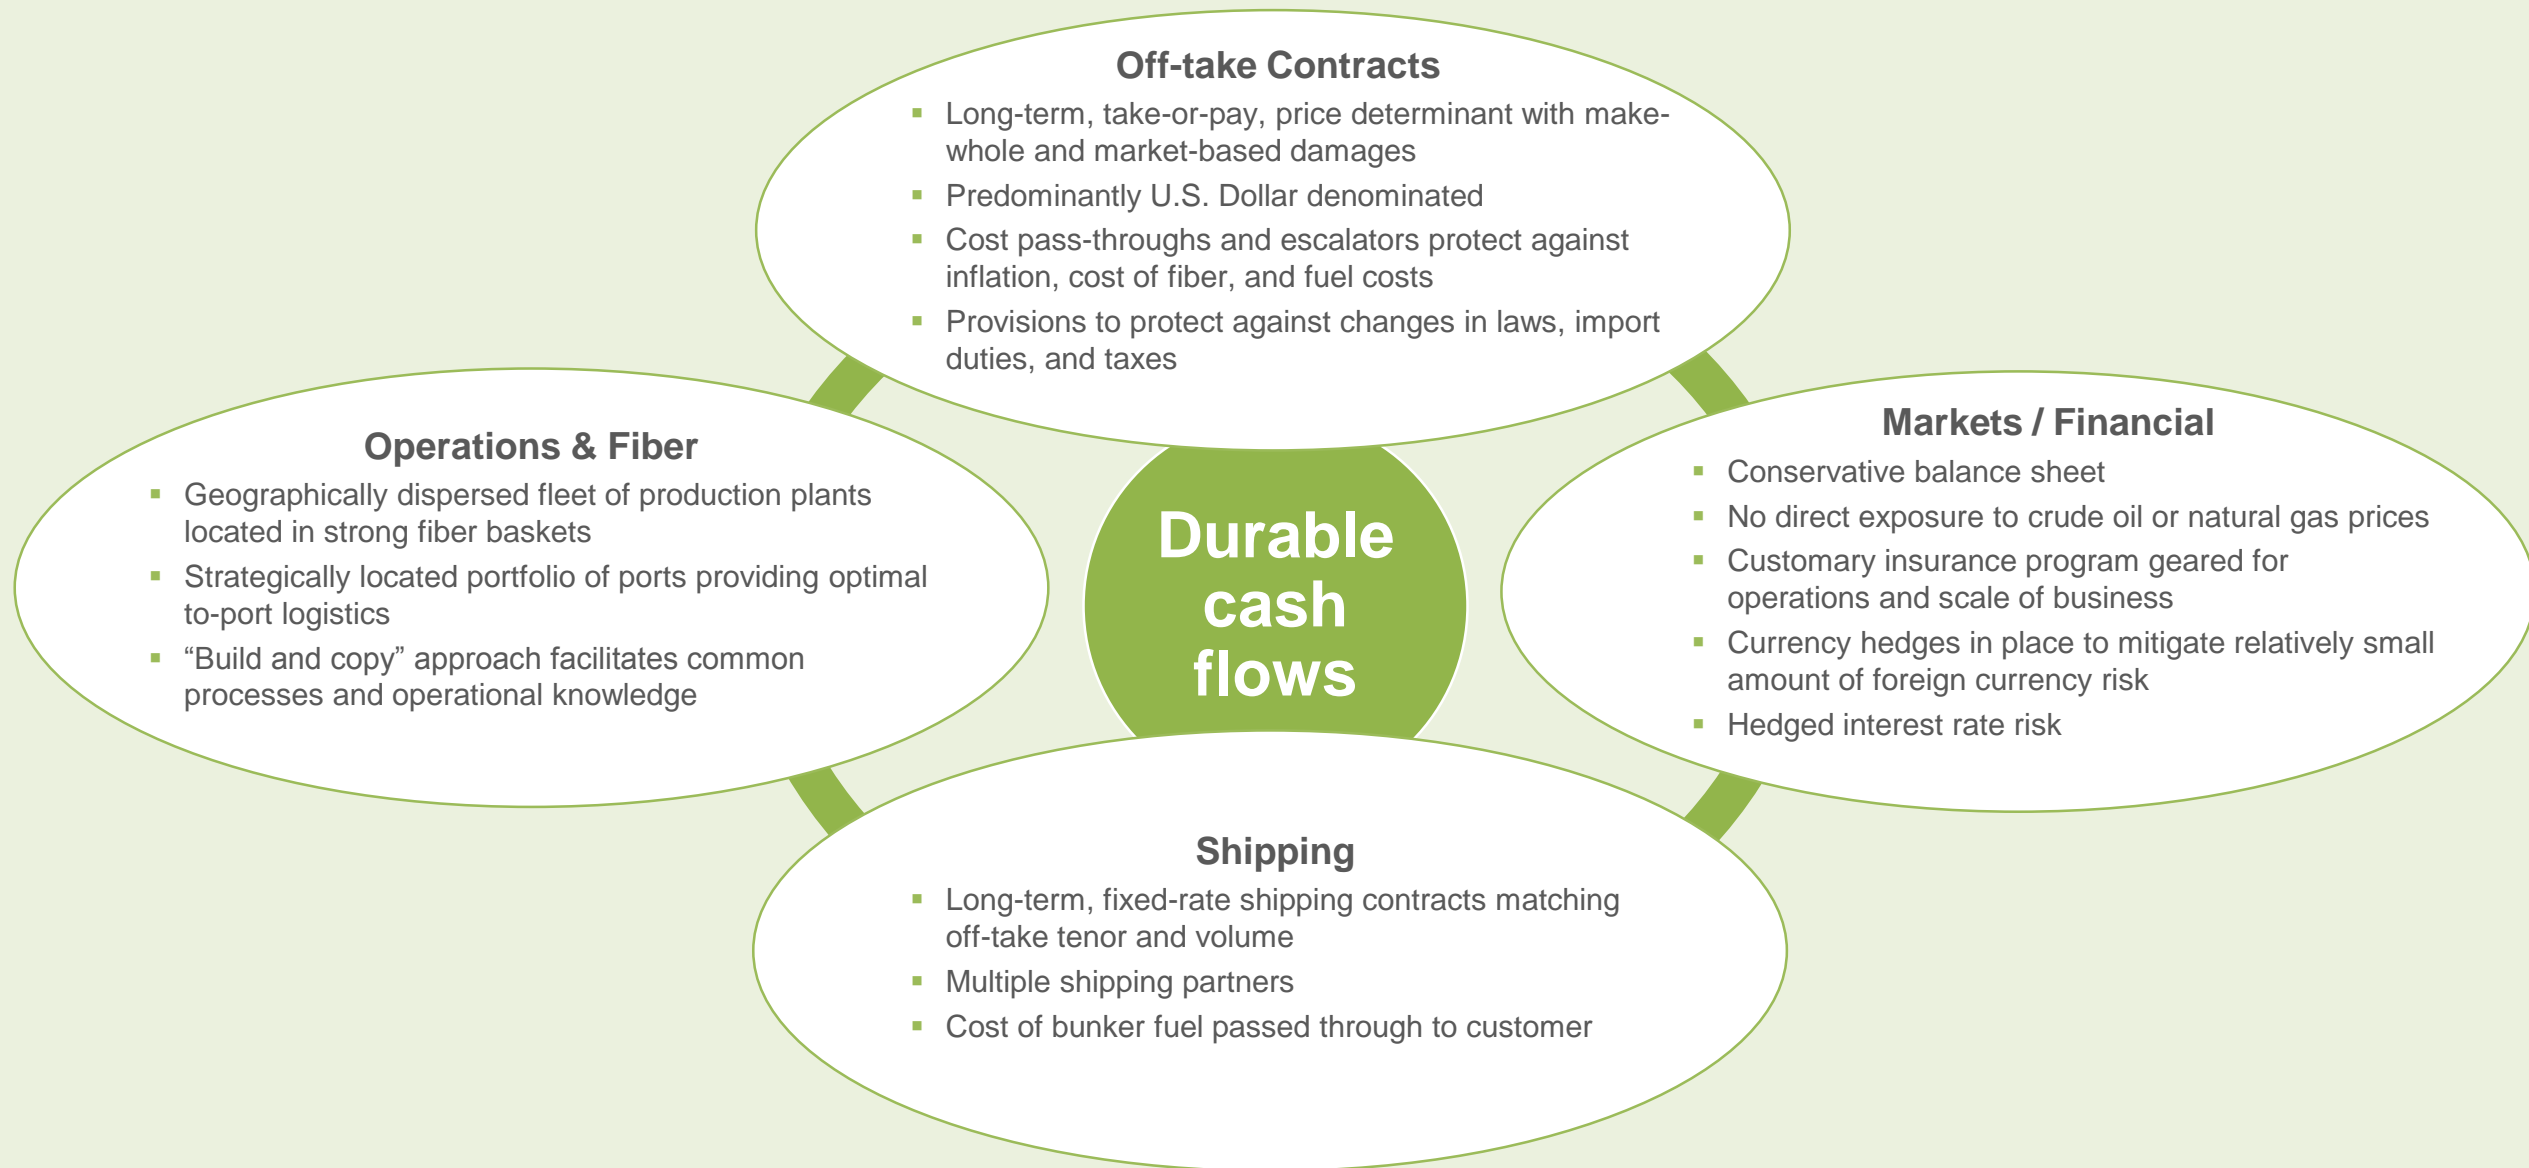 Off-take Contracts
▪ Long-term, take-or-pay, price determinant with make-
whole and market-based damages
▪ Predominantly U.S. Dollar denominated
▪ Cost pass-throughs and escalators protect against
inflation, cost of fiber, and fuel costs
▪ Provisions to protect against changes in laws, import
duties, and taxes
Operations & Fiber
▪ Geographically dispersed fleet of production plants
located in strong fiber baskets
▪ Strategically located portfolio of ports providing optimal
to-port logistics
▪ “Build and copy” approach facilitates common
processes and operational knowledge
Durable
cash
flows
Markets / Financial
▪ Conservative balance sheet
▪ No direct exposure to crude oil or natural gas prices
▪ Customary insurance program geared for
operations and scale of business
▪ Currency hedges in place to mitigate relatively small
amount of foreign currency risk
▪ Hedged interest rate risk
Shipping
▪ Long-term, fixed-rate shipping contracts matching
off-take tenor and volume
▪ Multiple shipping partners
▪ Cost of bunker fuel passed through to customer